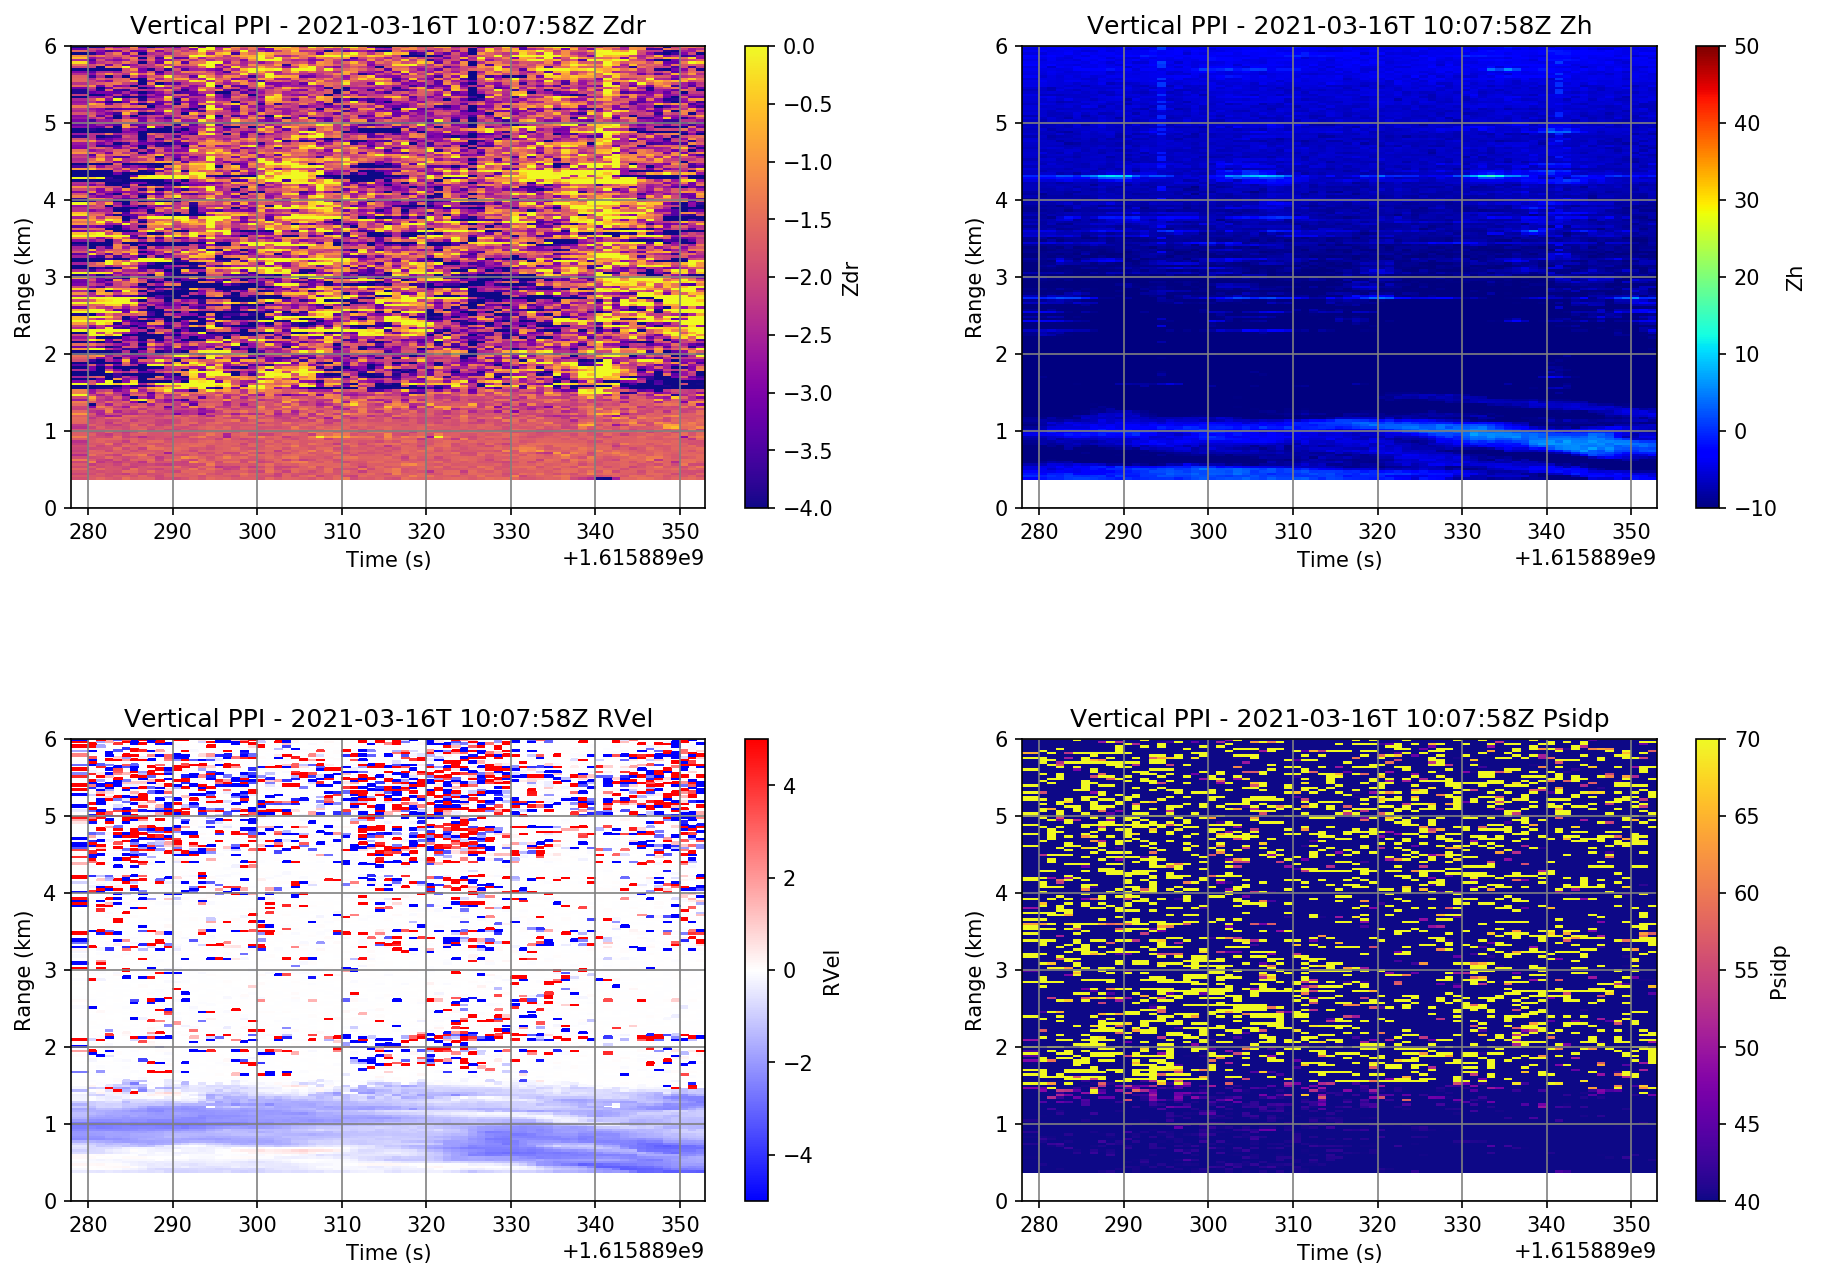 Vertical PPI - 2021-03-16T 10:07:58Z Zdr
6
5
4
3
2
1
0
Range (km)
280 290 300 310 320 330 340 350
Time (s)
+1.615889e9
0.0
−0.5
−1.0
−1.5
−2.0
−2.5
−3.0
−3.5
−4.0
Zdr
Vertical PPI - 2021-03-16T 10:07:58Z Zh
6
5
4
3
2
1
0
Range (km)
280 290 300 310 320 330 340 350
Time (s)
+1.615889e9
50
40
30
20
10
0
−10
Zh
Vertical PPI - 2021-03-16T 10:07:58Z RVel
6
5
4
3
2
1
0
Range (km)
280 290 300 310 320 330 340 350
Time (s)
+1.615889e9
4
2
0
−2
−4
RVel
Vertical PPI - 2021-03-16T 10:07:58Z Psidp
6
5
4
3
2
1
0
Range (km)
280 290 300 310 320 330 340 350
Time (s)
+1.615889e9
70
65
60
55
50
45
40
Psidp